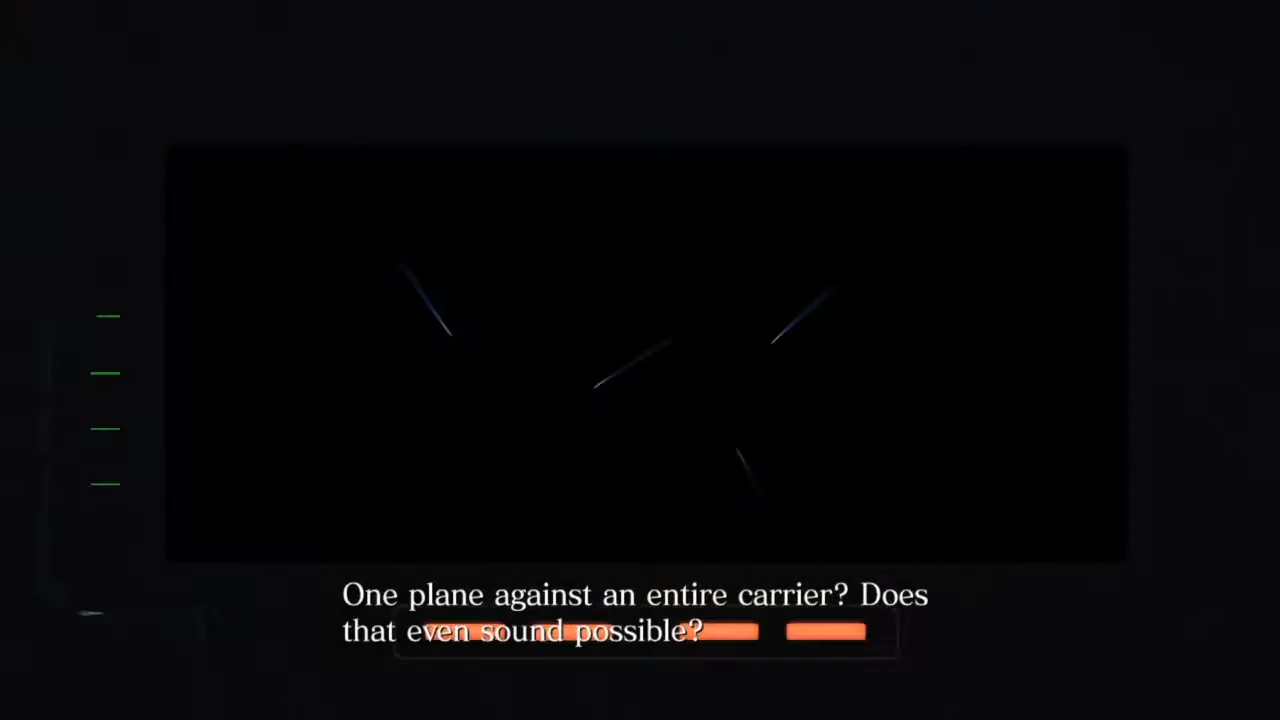 One plane against an entire carrier? Does
that even sound possible?